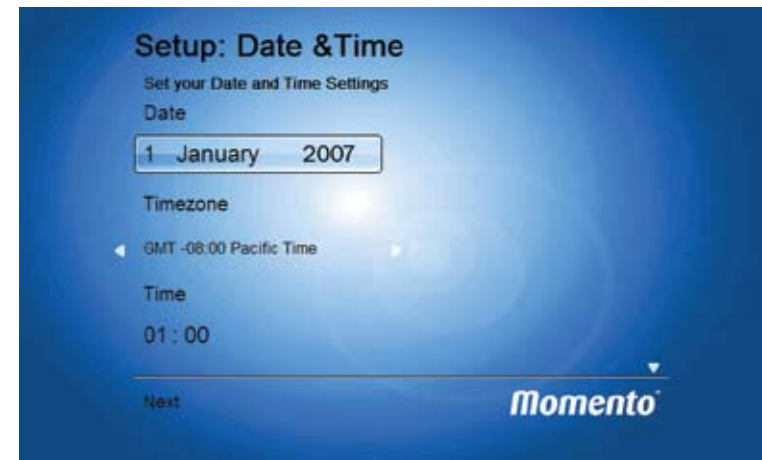 Setup: Date &Time
Set your Date and Time Settings
Date
1 January 2007
Timezone
GMT -08:00 Pacific Time
Time
01 : 00
Next
Momento